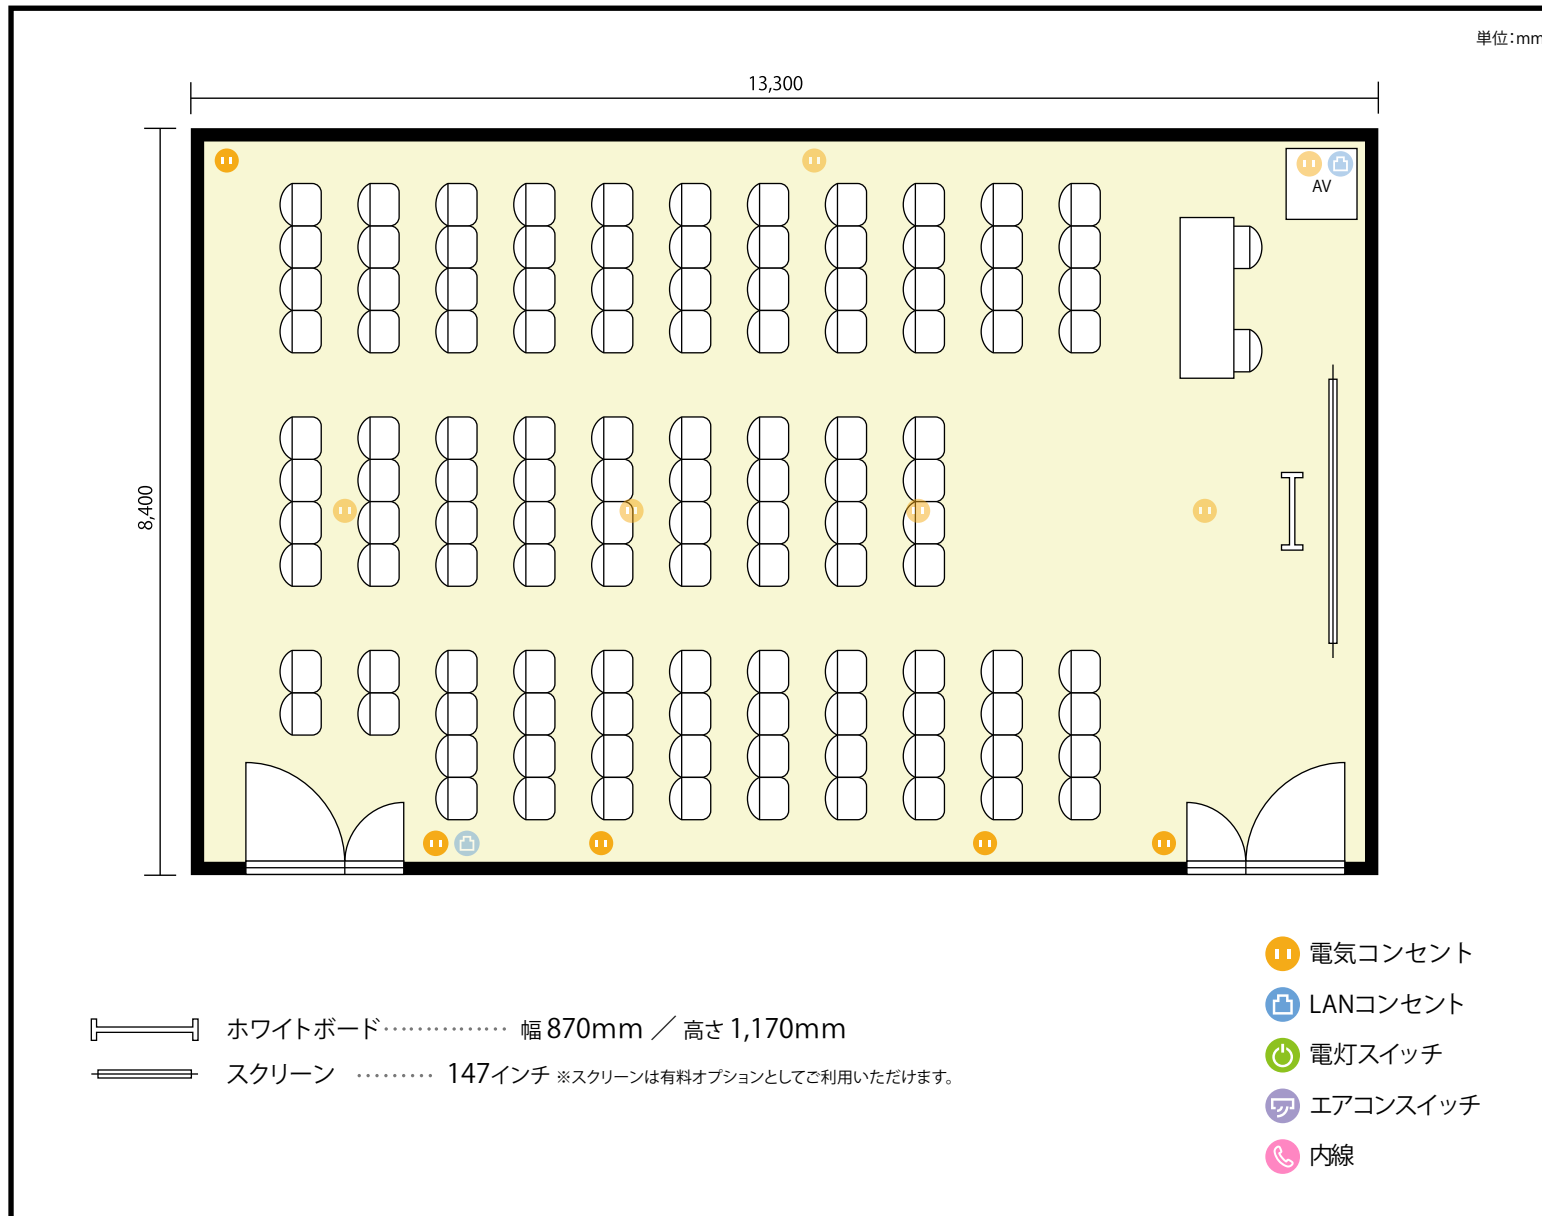 単位：mm
13,300
AV
8,400
電気コンセント
LANコンセント
ホワイトボード…………… 幅 870mm ／ 高さ 1,170mm
電灯スイッチ
スクリーン ……… 147インチ ※スクリーンは有料オプションとしてご利用いただけます。
エアコンスイッチ
内線